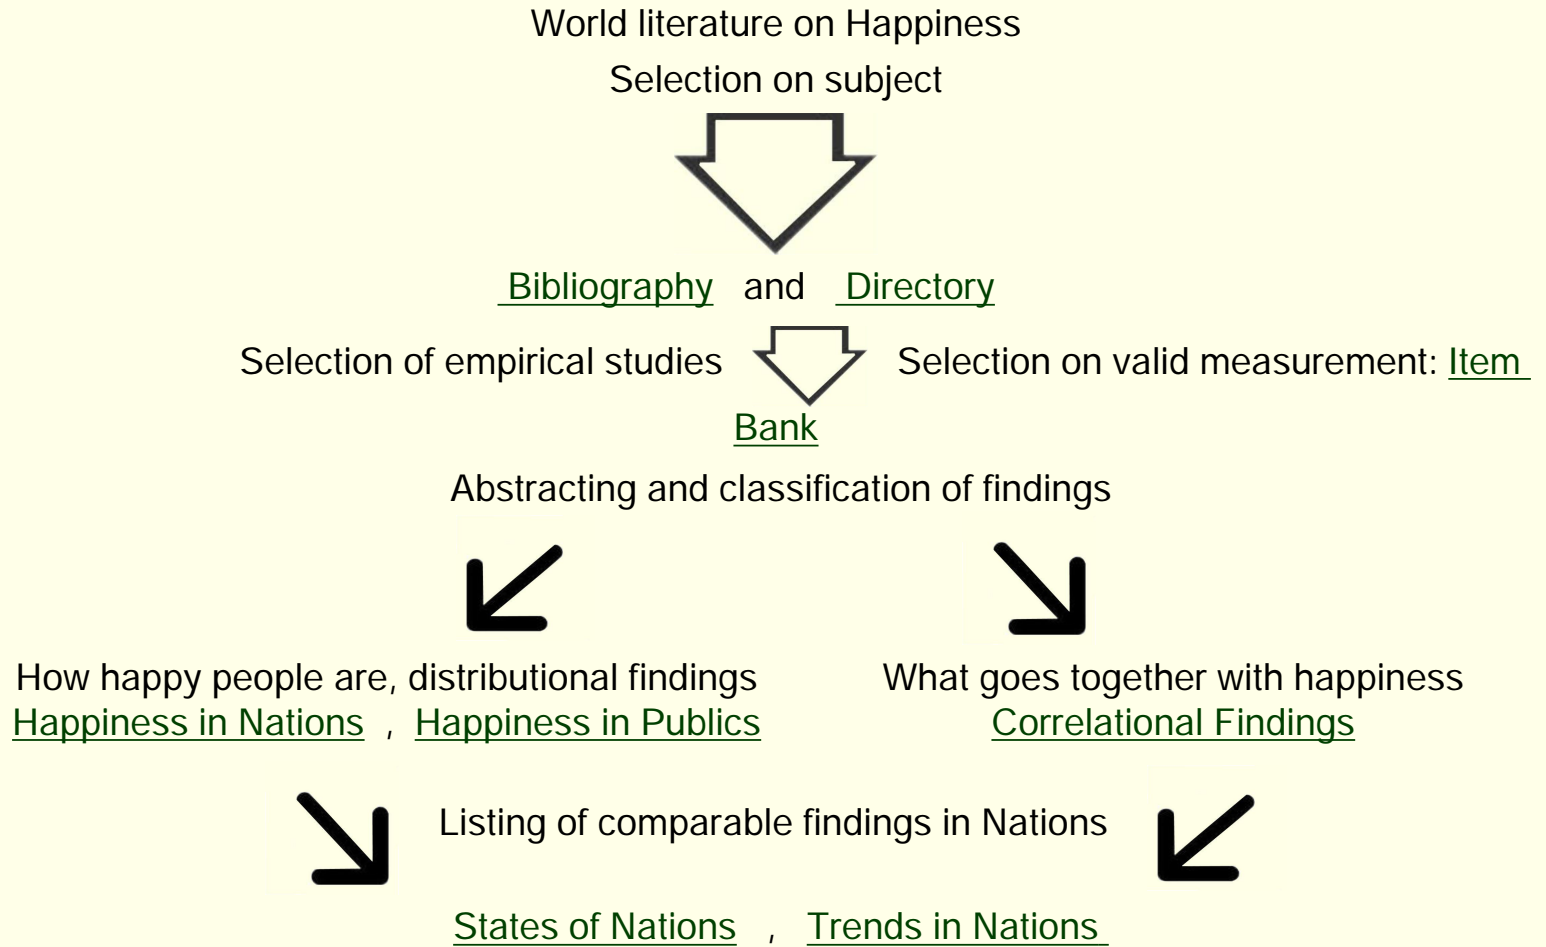 World literature on Happiness
Selection on subject
Bibliography and Directory
Selection of empirical studies Selection on valid measurement: Item
Bank
Abstracting and classification of findings
How happy people are, distributional findings What goes together with happiness
Happiness in Nations , Happiness in Publics Correlational Findings
Listing of comparable findings in Nations
States of Nations , Trends in Nations